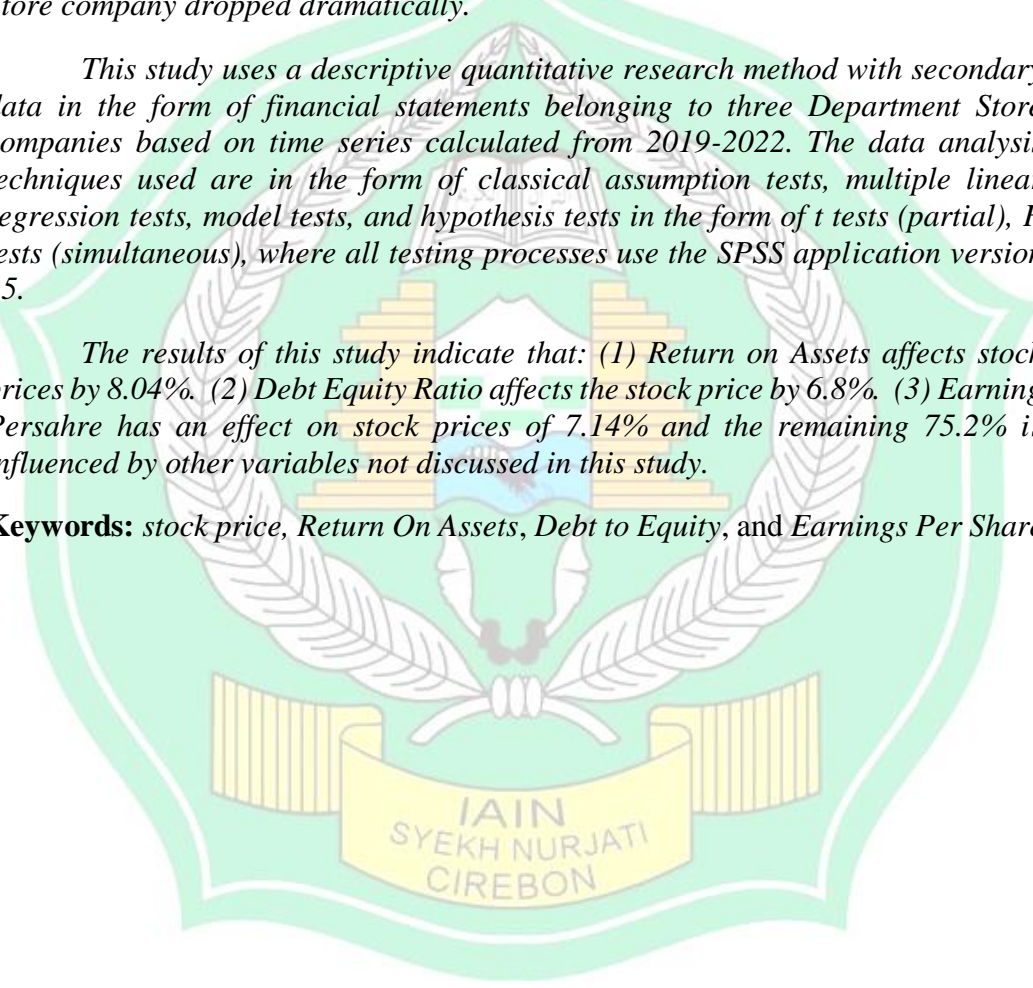 tore company dropped dramatically.
This study uses a descriptive quantitative research method with secondary
data in the form of financial statements belonging to three Department Store
companies based on time series calculated from 2019-2022. The data analysis
techniques used are in the form of classical assumption tests, multiple linear
regression tests, model tests, and hypothesis tests in the form of t tests (partial), F
tests (simultaneous), where all testing processes use the SPSS application version
5.
The results of this study indicate that: (1) Return on Assets affects stock
prices by 8.04%. (2) Debt Equity Ratio affects the stock price by 6.8%. (3) Earning
Persahre has an effect on stock prices of 7.14% and the remaining 75.2% is
influenced by other variables not discussed in this study.
Keywords: stock price, Return On Assets, Debt to Equity, and Earnings Per Share
IAIN
SYEKH NURJATI
CIREBON